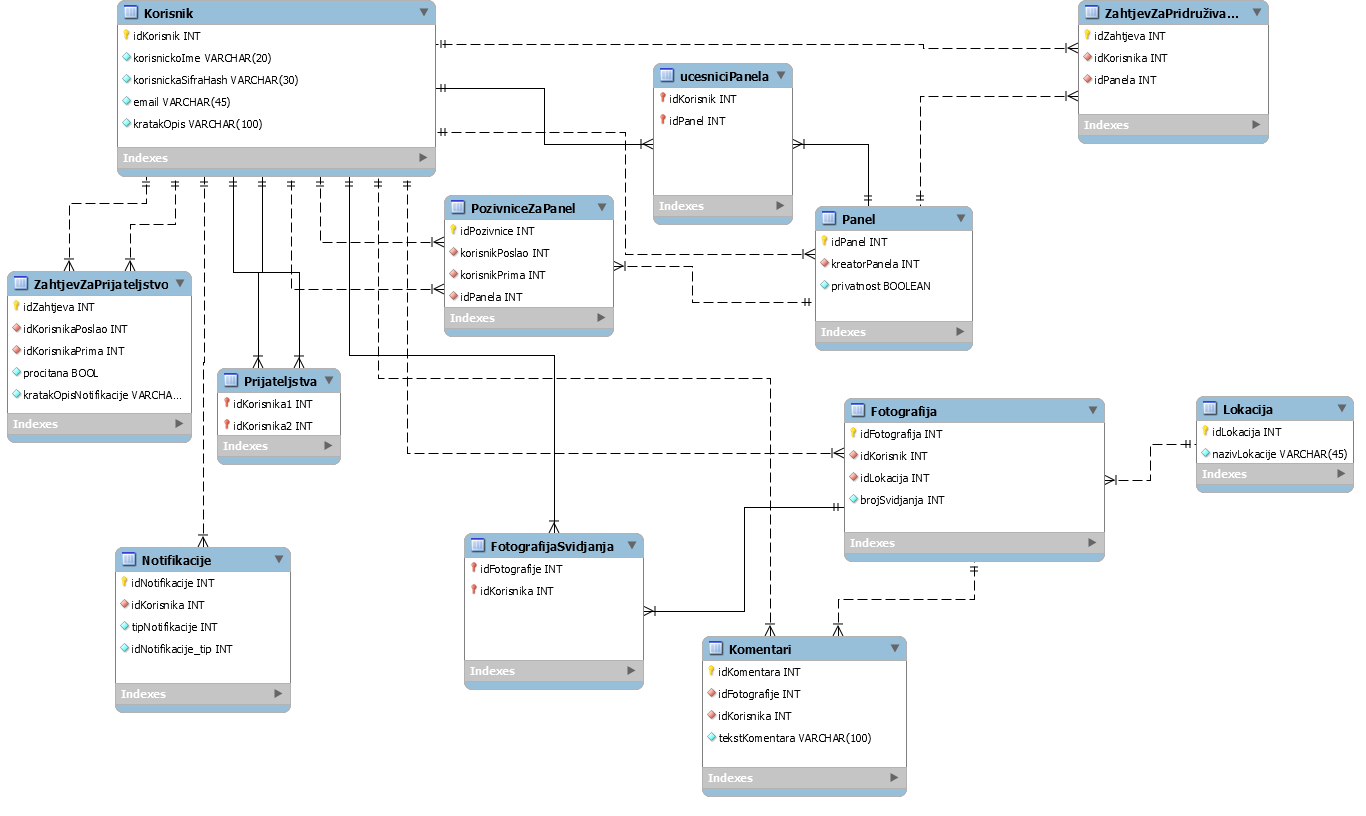 Korisnik
idKorisnik INT
korisnickoIme VARCHAR(20)
korisnickaSifraHash VARCHAR(30)
email VARCHAR(45)
kratakOpis VARCHAR(100)
Indexes
ZahtjevZaPridruživa...
idZahtjeva INT
idKorisnika INT
idPanela INT
Indexes
ucesniciPanela
idKorisnik INT
idPanel INT
Indexes
PozivniceZaPanel
idPozivnice INT
korisnikPoslao INT
korisnikPrima INT
idPanela INT
Indexes
Panel
idPanel INT
kreatorPanela INT
privatnost BOOLEAN
Indexes
ZahtjevZaPrijateljstvo
idZahtjeva INT
idKorisnikaPoslao INT
idKorisnikaPrima INT
procitana BOOL
kratakOpisNotifikacije VARCHA...
Indexes
Prijateljstva
idKorisnika1 INT
idKorisnika2 INT
Indexes
Fotografija
idFotografija INT
idKorisnik INT
idLokacija INT
brojSvidjanja INT
Indexes
Lokacija
idLokacija INT
nazivLokacije VARCHAR(45)
Indexes
Notifikacije
idNotifikacije INT
idKorisnika INT
tipNotifikacije INT
idNotifikacije_tip INT
Indexes
FotografijaSvidjanja
idFotografije INT
idKorisnika INT
Indexes
Komentari
idKomentara INT
idFotografije INT
idKorisnika INT
tekstKomentara VARCHAR(100)
Indexes